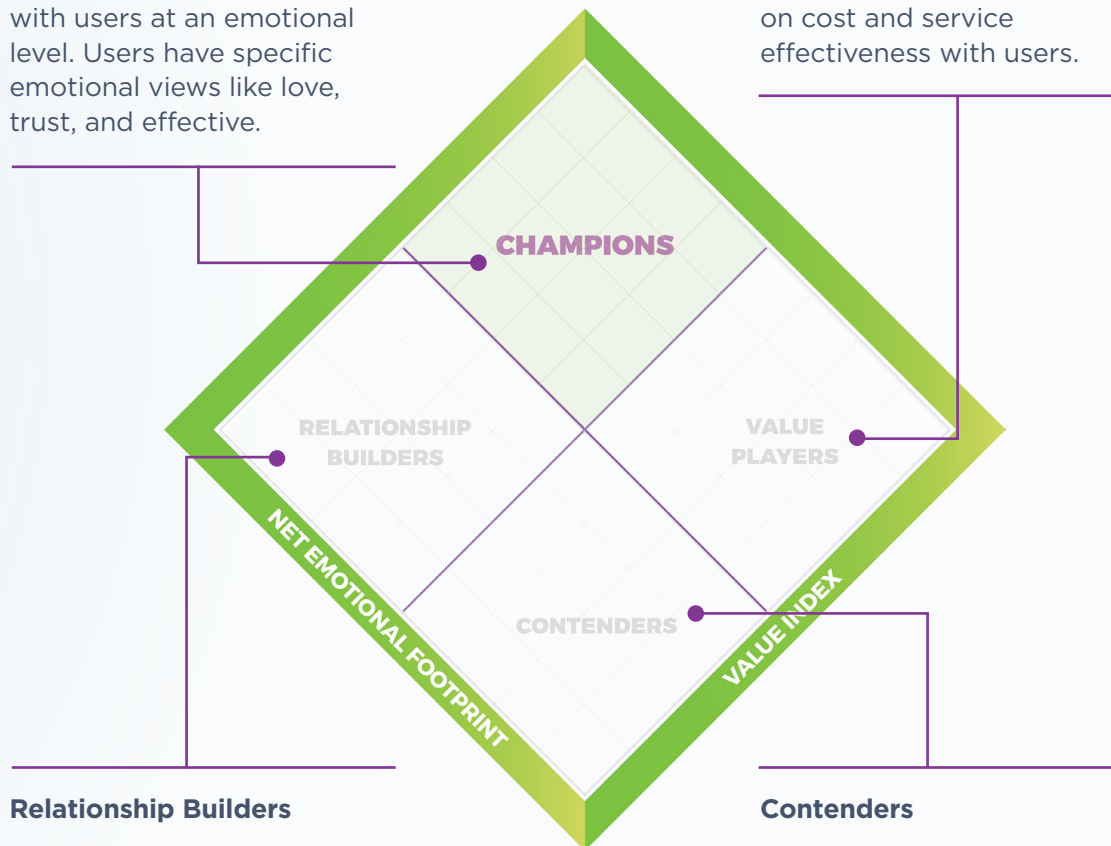 with users at an emotional
level. Users have specific
emotional views like love,
trust, and effective.
on cost and service
effectiveness with users.
CHAMPIONS
RELATIONSHIP
BUILDERS
VALUE
PLAYERS
CONTENDERS
NET EMOTIONAL FOOTPRINT
VALUE INDEX
Relationship Builders
Contenders